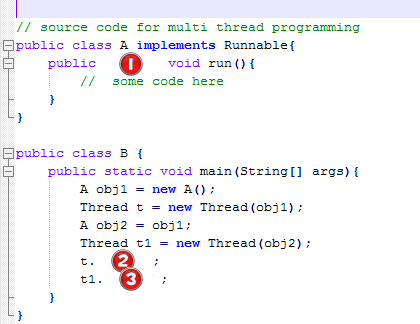 // source code for multi thread programming
public class A implements Runnable{
public 1 void run(){
// some code here
}
}
public class B {
public static void main(String[] args){
A obj1 = new A();
Thread t = new Thread(obj1);
A obj2 = obj1;
Thread t1 = new Thread(obj2);
t. 2 ;
t1. 3 ;
}
}